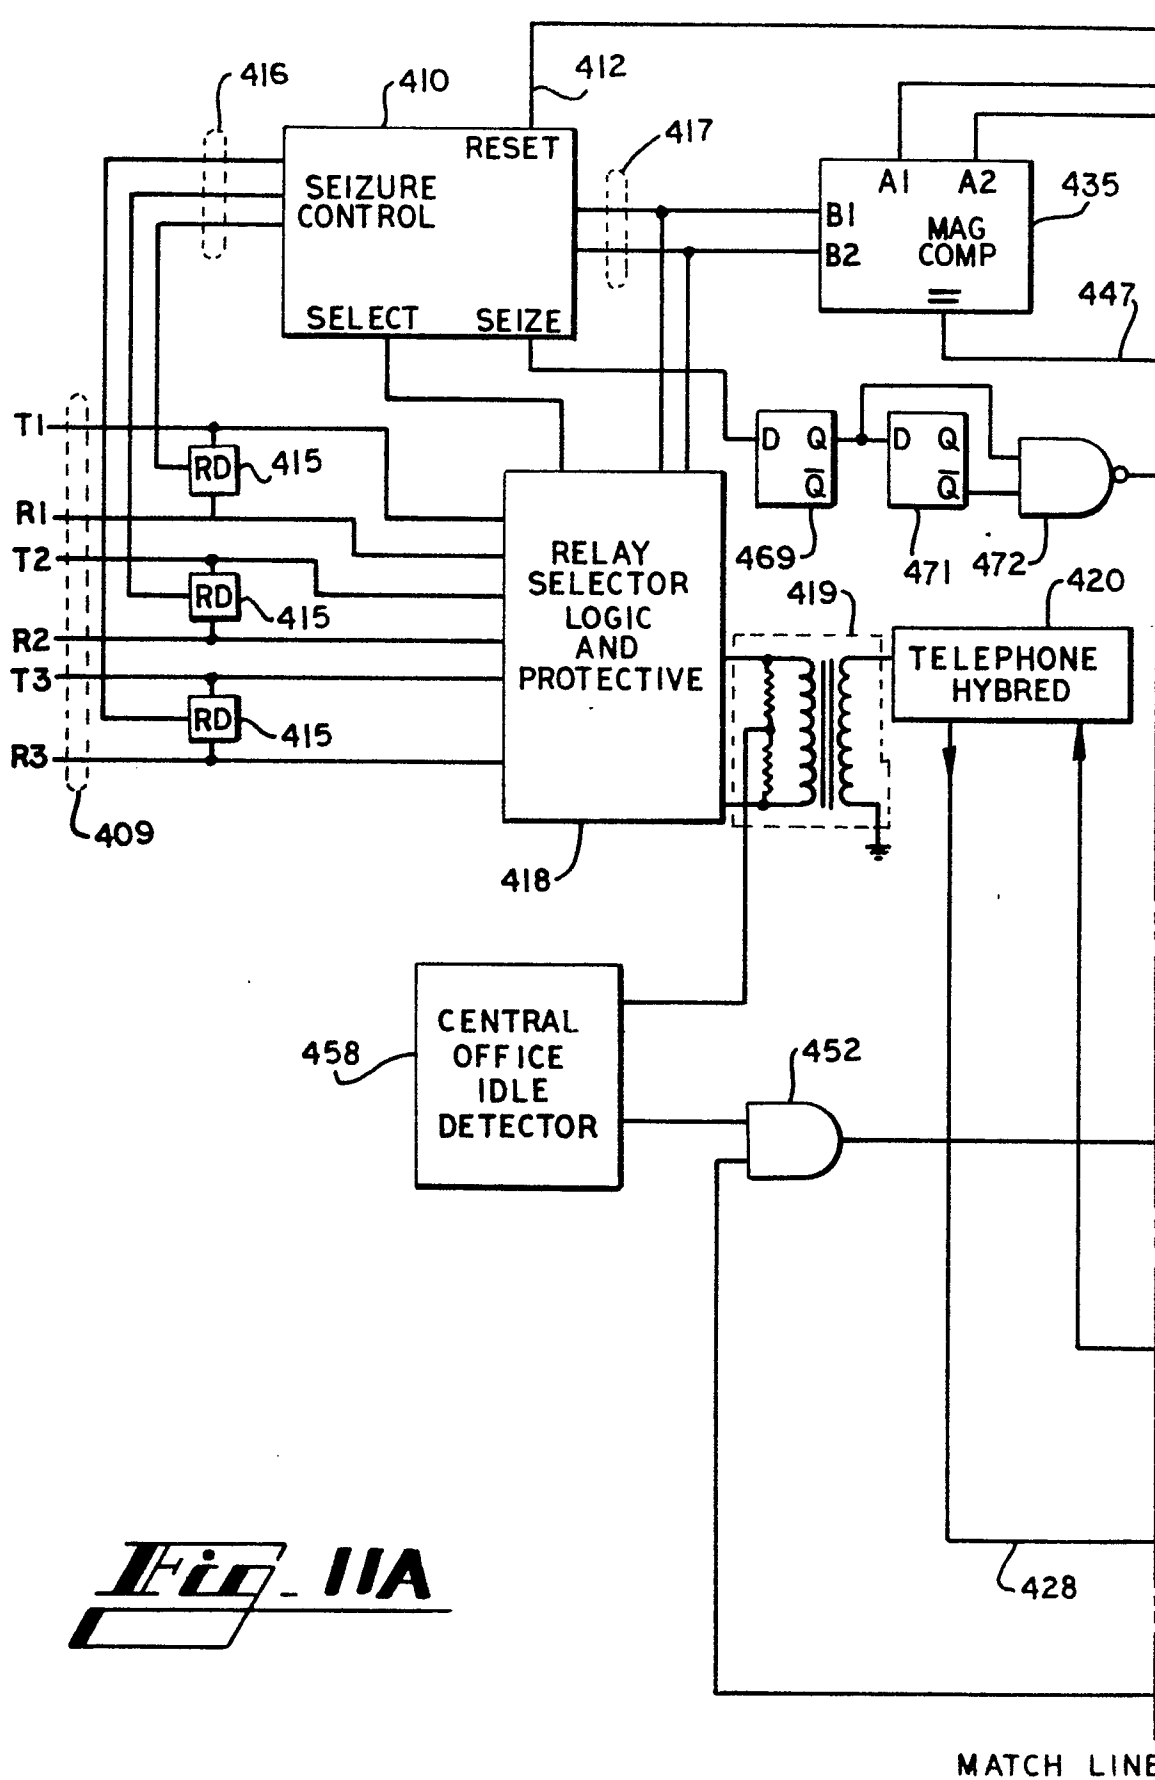 416
410
412
417
RESET
SEIZURE
CONTROL
SELECT
SEIZE
A1 A2
435
B1
B2
MAG
COMP
=
447
T1
RD
415
R1
T2
RD
415
R2
T3
RD
415
R3
409
D Q
Q̅
469
D Q
Q̅
471
472
RELAY
SELECTOR
LOGIC
AND
PROTECTIVE
418
419
420
TELEPHONE
HYBRED
CENTRAL
OFFICE
IDLE
DETECTOR
458
452
428
Fig_ 11A
MATCH LINE